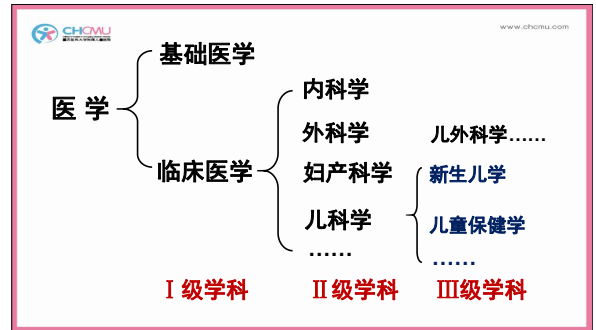 CHCMU
www.chcmu.com
基础医学
医 学
内科学
外科学
儿外科学……
临床医学
妇产科学
新生儿学
儿科学
儿童保健学
……
……
Ⅰ级学科
Ⅱ级学科
Ⅲ级学科